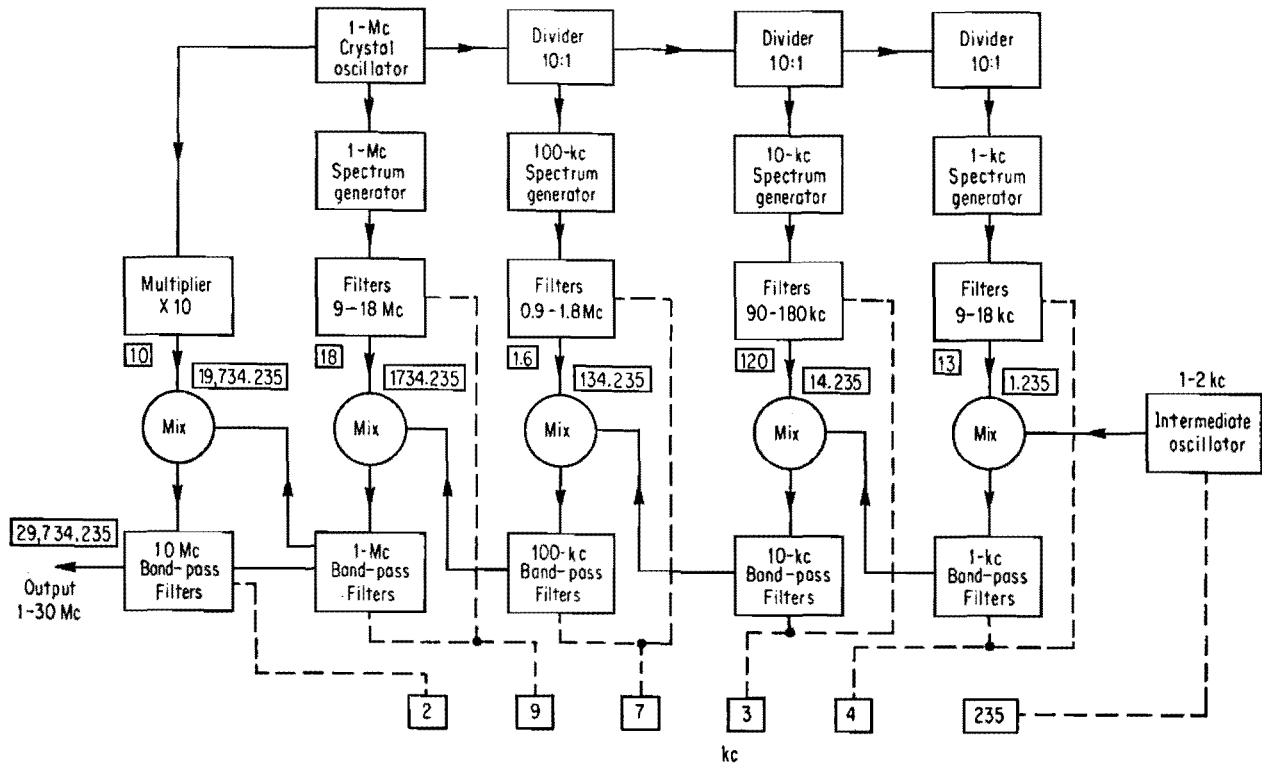 1-Mc
Crystal
oscillator
Divider
10:1
Divider
10:1
Divider
10:1
1-Mc
Spectrum
generator
100-kc
Spectrum
generator
10-kc
Spectrum
generator
1-kc
Spectrum
generator
Multiplier
X 10
Filters
9-18 Mc
Filters
0.9-1.8 Mc
Filters
90-180 kc
Filters
9-18 kc
10
19,734.235
18
1734.235
1.6
134.235
120
14.235
13
1.235
1-2 kc
Intermediate
oscillator
Mix
Mix
Mix
Mix
Mix
29,734.235
Output
1-30 Mc
10 Mc
Band-pass
Filters
1-Mc
Band-pass
Filters
100-kc
Band-pass
Filters
10-kc
Band-pass
Filters
1-kc
Band-pass
Filters
2
9
7
3
4
235
kc